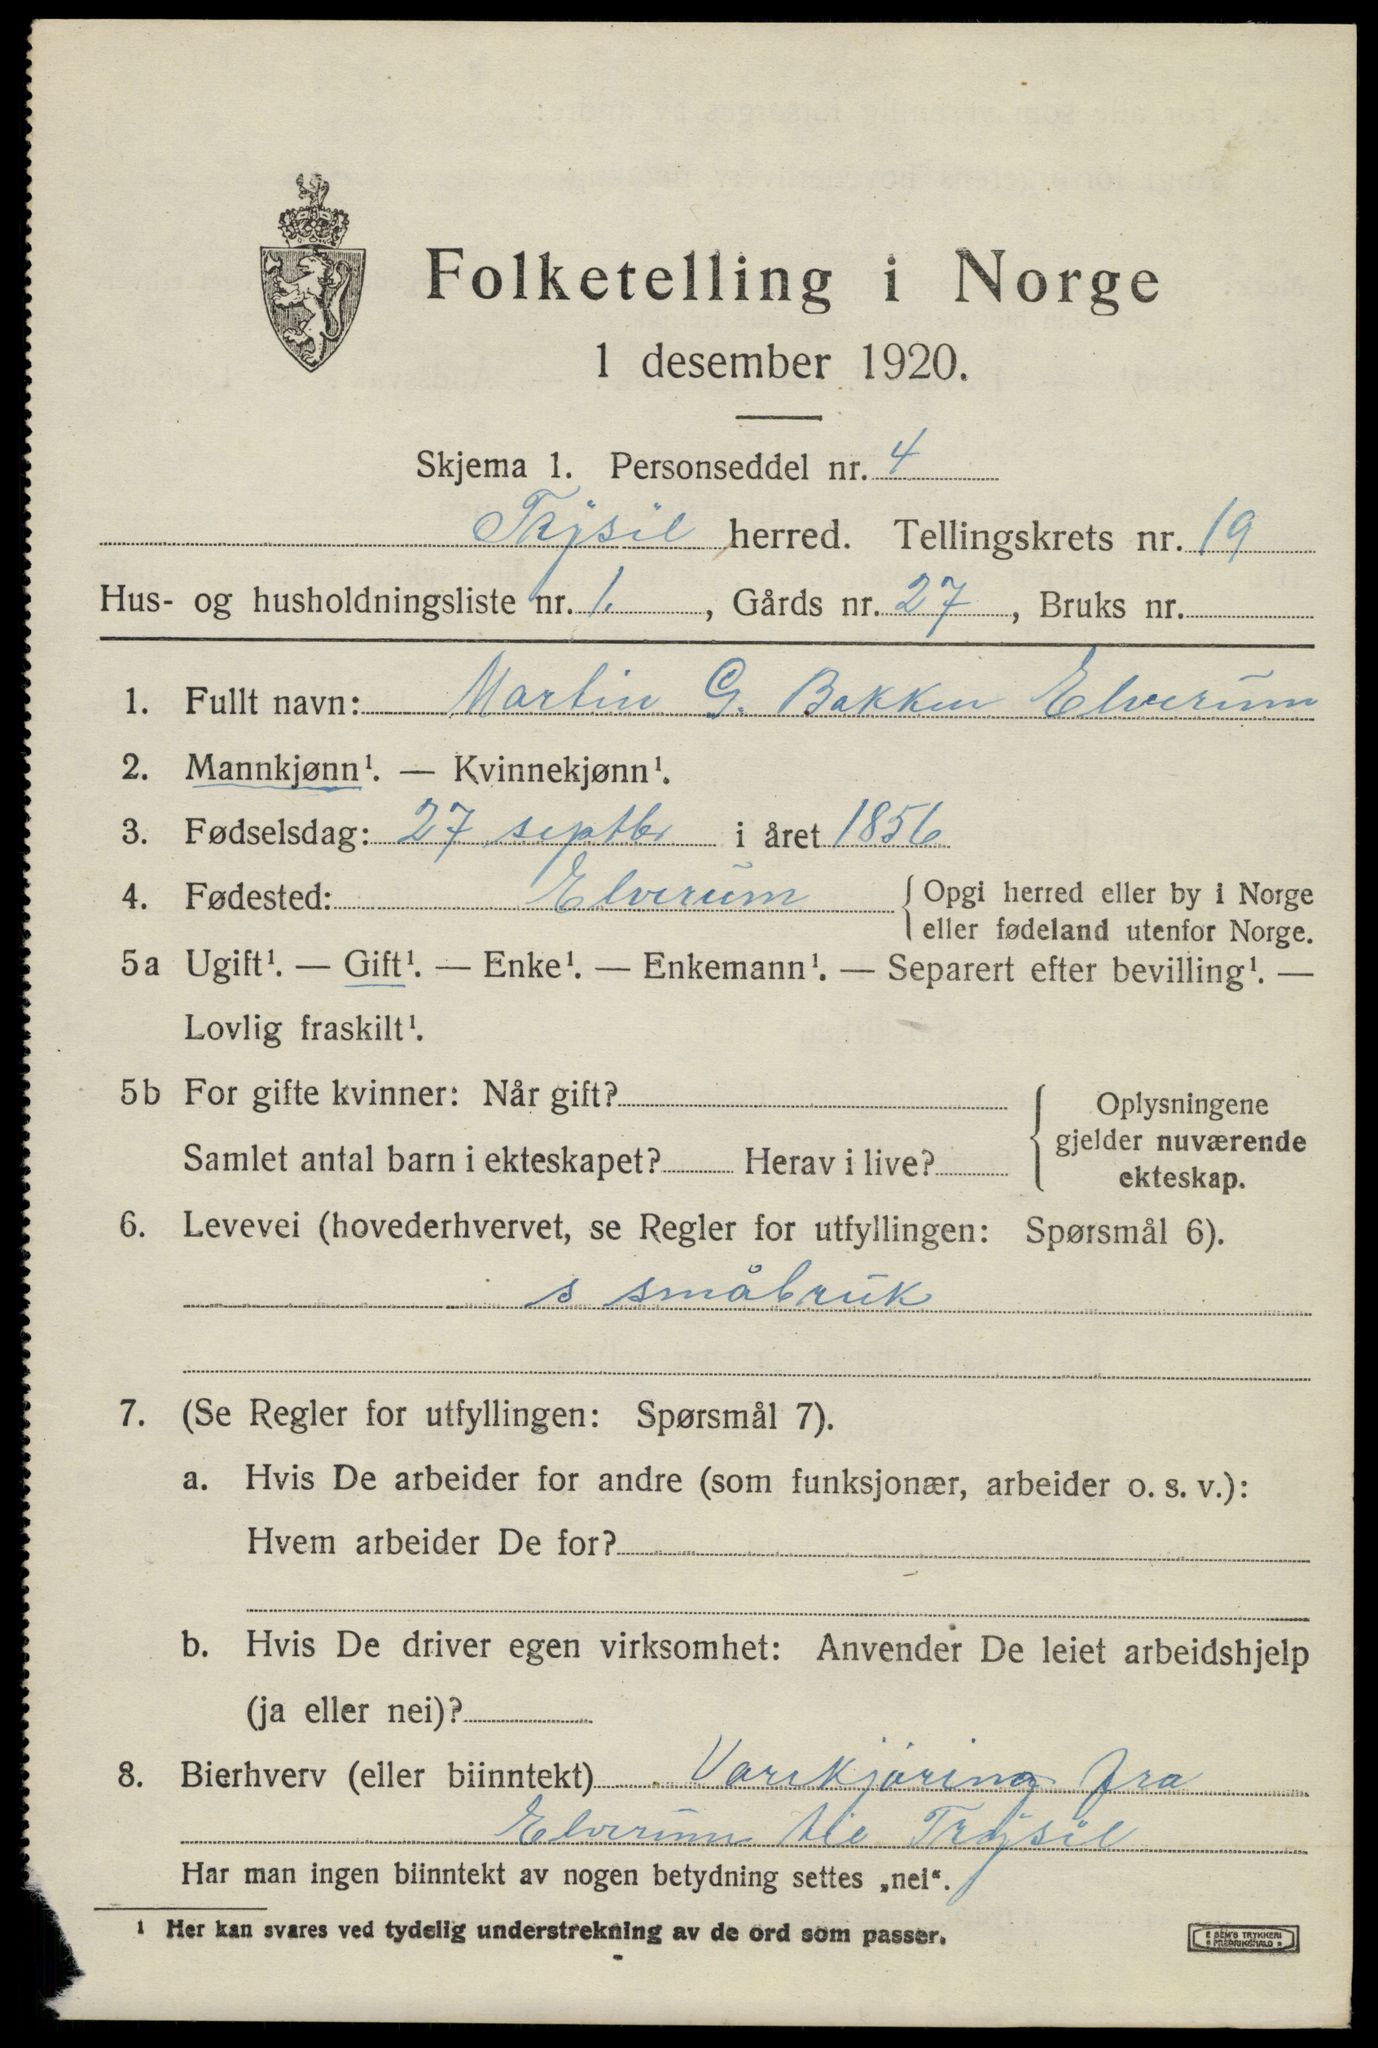 Folketelling i Norge
1 desember 1920.
Skjema 1. Personseddel nr. 4
Trysil herred. Tellingskrets nr. 19
Hus- og husholdningsliste nr. 1. , Gårds nr. 27 , Bruks nr.
1. Fullt navn: Martin G. Bakken Elverum
2. Mannkjønn¹. — Kvinnekjønn¹.
3. Fødselsdag: 27 septbr i året 1856
4. Fødested: Elverum { Opgi herred eller by i Norge
eller fødeland utenfor Norge.
5a Ugift¹. — Gift¹. — Enke¹. — Enkemann¹. — Separert efter bevilling¹. —
Lovlig fraskilt¹.
5b For gifte kvinner: Når gift?
Samlet antal barn i ekteskapet? Herav i live?
{ Oplysningene
gjelder nuværende
ekteskap.
6. Levevei (hovederhvervet, se Regler for utfyllingen: Spørsmål 6).
s småbruk
7. (Se Regler for utfyllingen: Spørsmål 7).
a. Hvis De arbeider for andre (som funksjonær, arbeider o. s. v.):
Hvem arbeider De for?
b. Hvis De driver egen virksomhet: Anvender De leiet arbeidshjelp
(ja eller nei)?
8. Bierhverv (eller biinntekt) Varekjøring fra
Elverum til Trysil
Har man ingen biinntekt av nogen betydning settes „nei“.
1 Her kan svares ved tydelig understrekning av de ord som passer.
E SEM'S TRYKKERI
FREDRIKSHALD